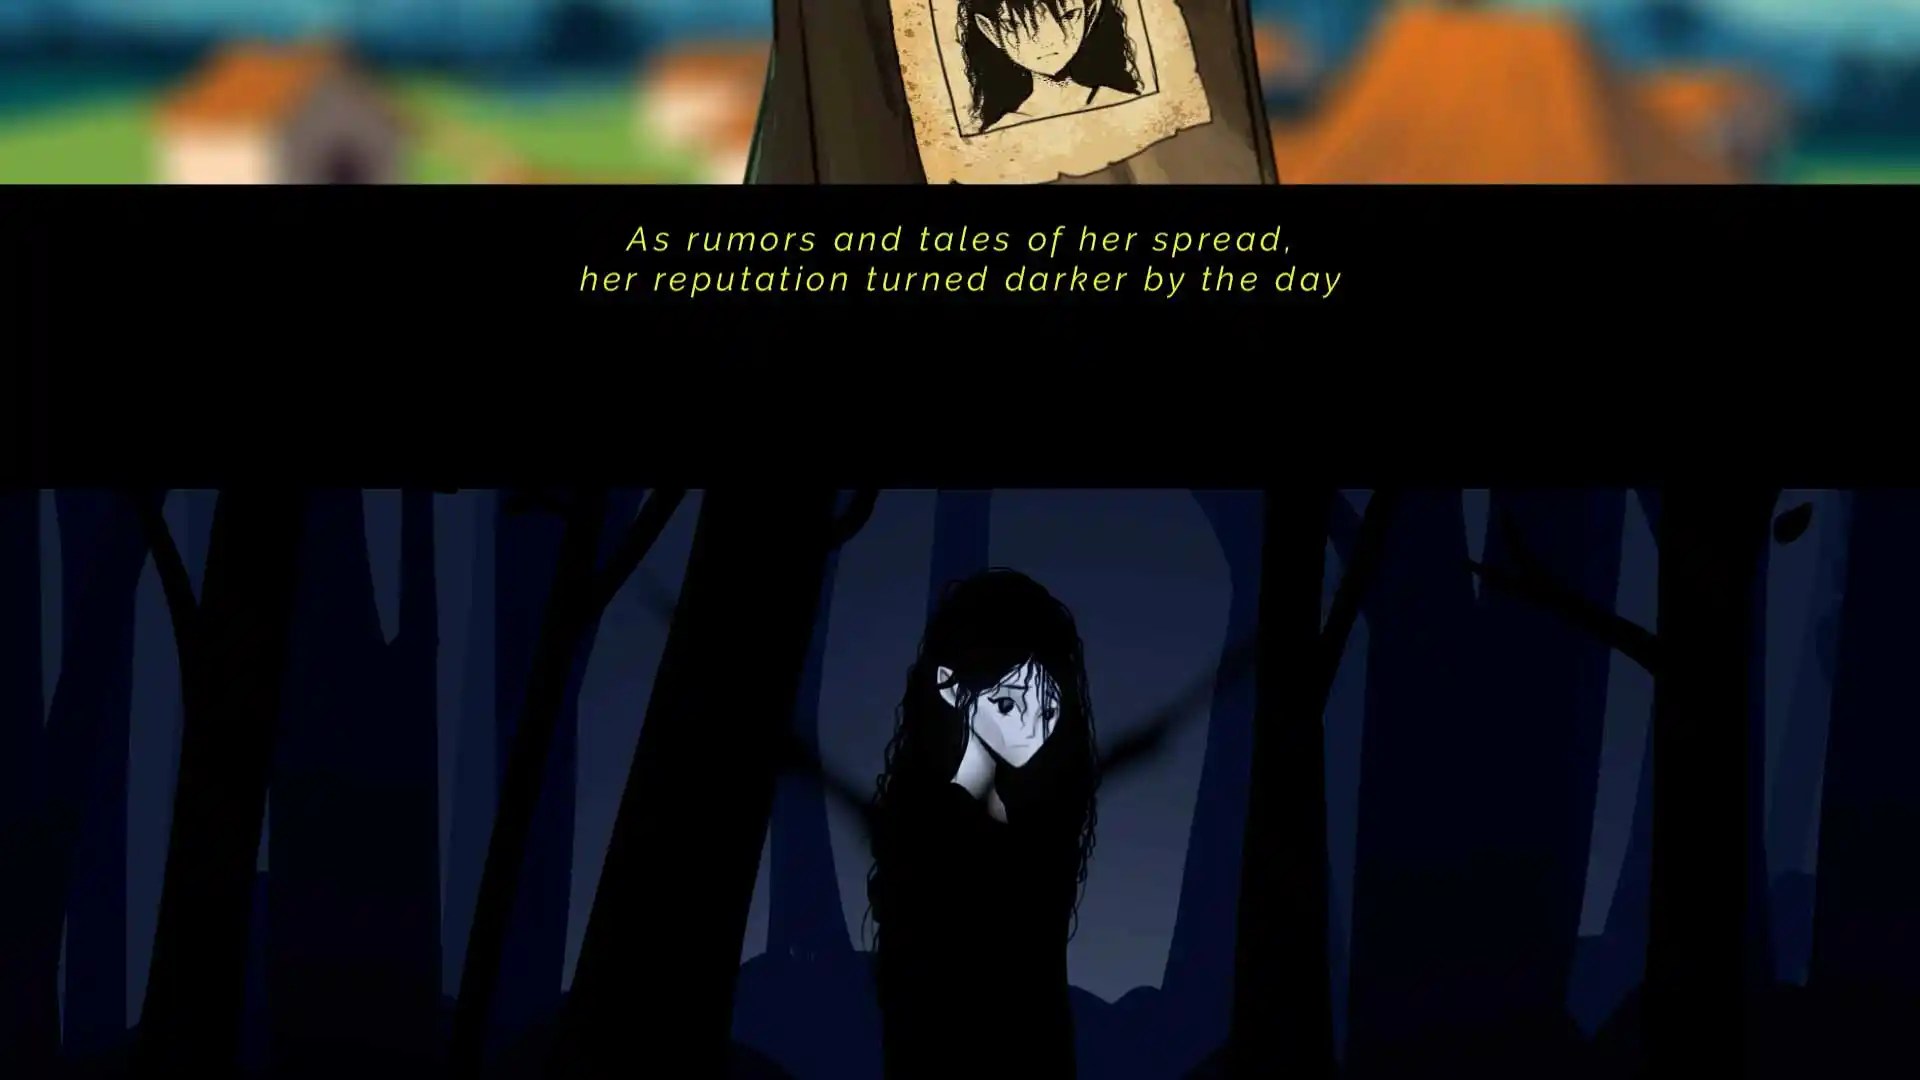 As rumors and tales of her spread,
her reputation turned darker by the day